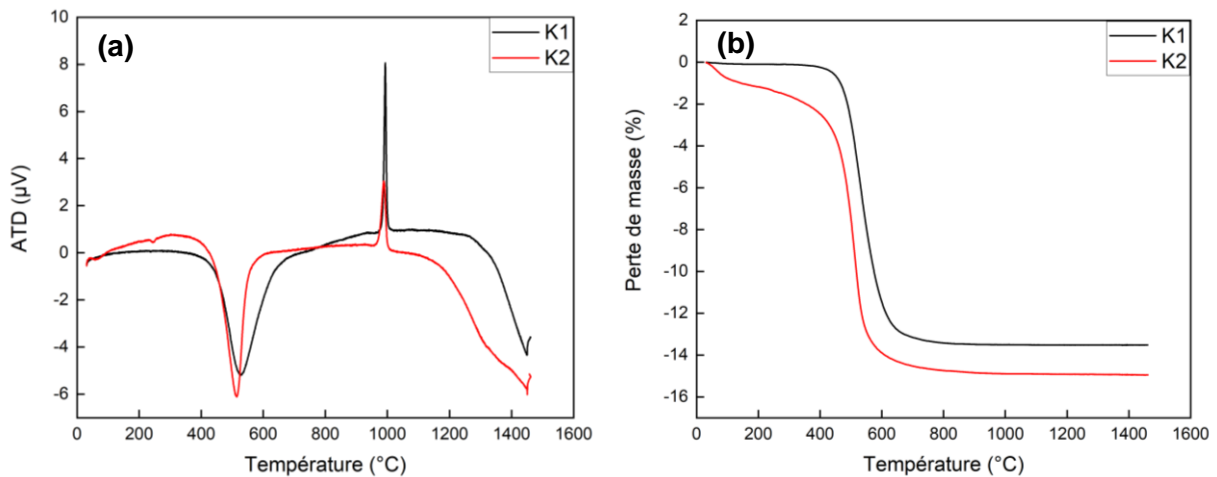 (a)
K1
K2
10
8
6
4
2
0
-2
-4
-6
ATD (µV)
0 200 400 600 800 1000 1200 1400 1600
Température (°C)
(b)
K1
K2
2
0
-2
-4
-6
-8
-10
-12
-14
-16
Perte de masse (%)
0 200 400 600 800 1000 1200 1400 1600
Température (°C)